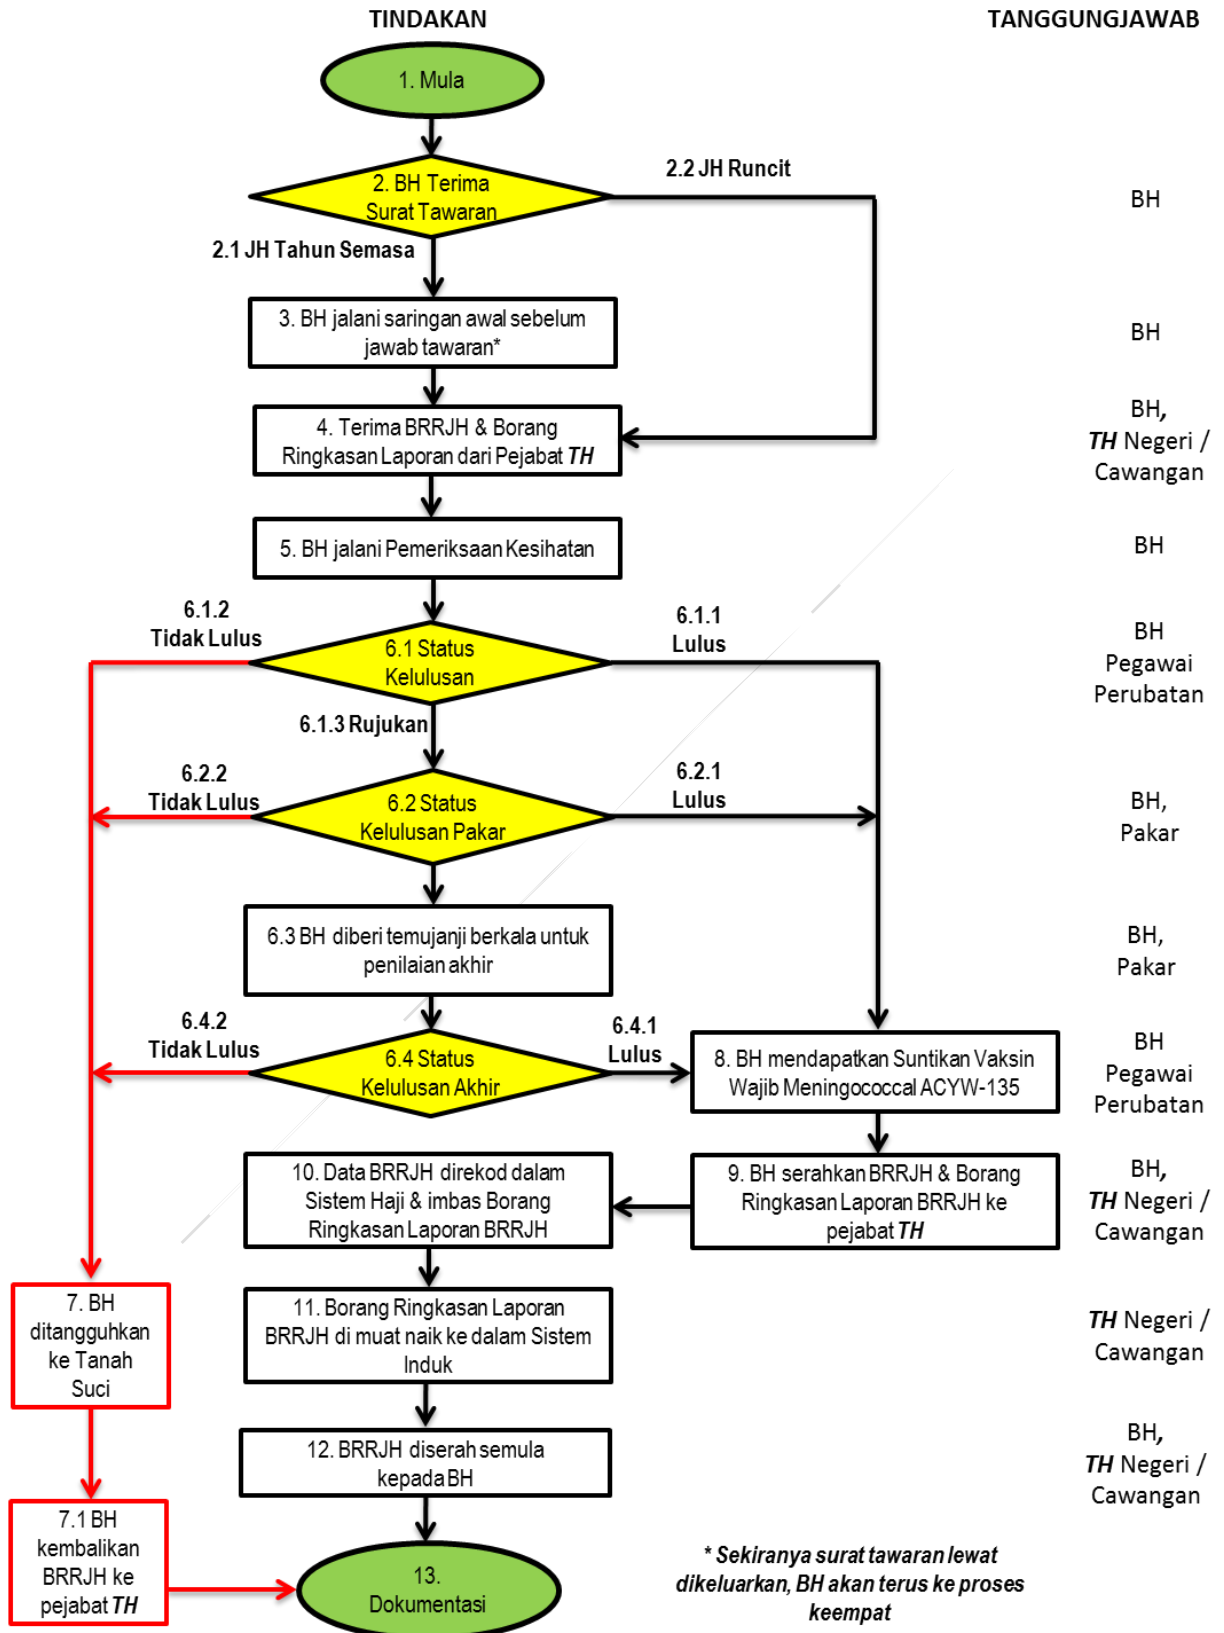 TINDAKAN
TANGGUNGJAWAB
1. Mula
2. BH Terima
Surat Tawaran
2.2 JH Runcit
BH
2.1 JH Tahun Semasa
3. BH jalani saringan awal sebelum
jawab tawaran*
BH
4. Terima BRRJH & Borang
Ringkasan Laporan dari Pejabat TH
BH,
TH Negeri /
Cawangan
5. BH jalani Pemeriksaan Kesihatan
BH
6.1.2
Tidak Lulus
6.1 Status
Kelulusan
6.1.1
Lulus
BH
Pegawai
Perubatan
6.1.3 Rujukan
6.2.2
Tidak Lulus
6.2 Status
Kelulusan Pakar
6.2.1
Lulus
BH,
Pakar
6.3 BH diberi temujanji berkala untuk
penilaian akhir
BH,
Pakar
6.4.2
Tidak Lulus
6.4 Status
Kelulusan Akhir
6.4.1
Lulus
8. BH mendapatkan Suntikan Vaksin
Wajib Meningococcal ACYW-135
BH
Pegawai
Perubatan
10. Data BRRJH direkod dalam
Sistem Haji & imbas Borang
Ringkasan Laporan BRRJH
9. BH serahkan BRRJH & Borang
Ringkasan Laporan BRRJH ke
pejabat TH
BH,
TH Negeri /
Cawangan
7. BH
ditangguhkan
ke Tanah
Suci
11. Borang Ringkasan Laporan
BRRJH di muat naik ke dalam Sistem
Induk
TH Negeri /
Cawangan
12. BRRJH diserah semula
kepada BH
BH,
TH Negeri /
Cawangan
7.1 BH
kembalikan
BRRJH ke
pejabat TH
13.
Dokumentasi
* Sekiranya surat tawaran lewat
dikeluarkan, BH akan terus ke proses
keempat